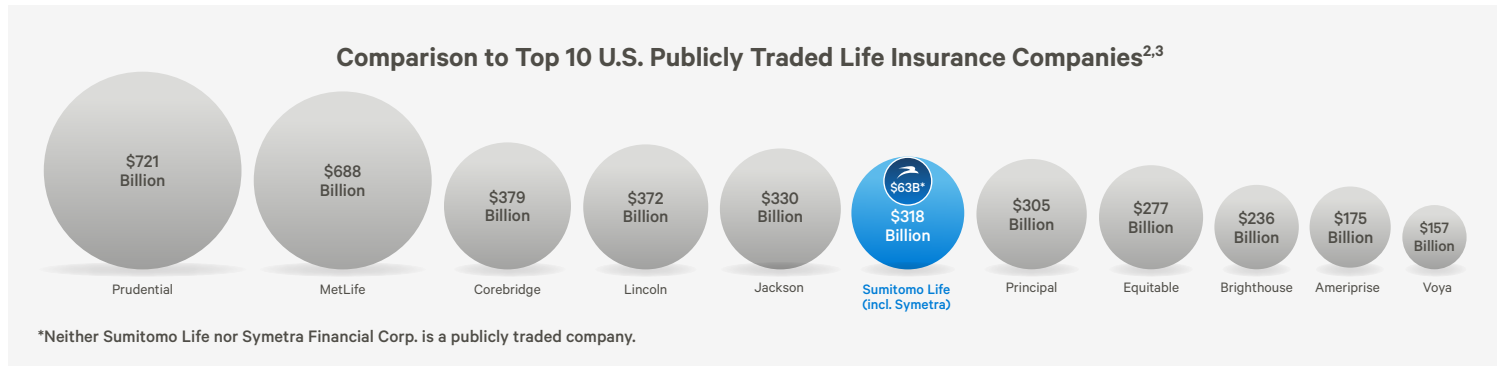 Comparison to Top 10 U.S. Publicly Traded Life Insurance Companies2,3
$721
Billion
$688
Billion
$379
Billion
$372
Billion
$330
Billion
$63B*
$318
Billion
$305
Billion
$277
Billion
$236
Billion
$175
Billion
$157
Billion
Prudential
MetLife
Corebridge
Lincoln
Jackson
Sumitomo Life
(incl. Symetra)
Principal
Equitable
Brighthouse
Ameriprise
Voya
*Neither Sumitomo Life nor Symetra Financial Corp. is a publicly traded company.